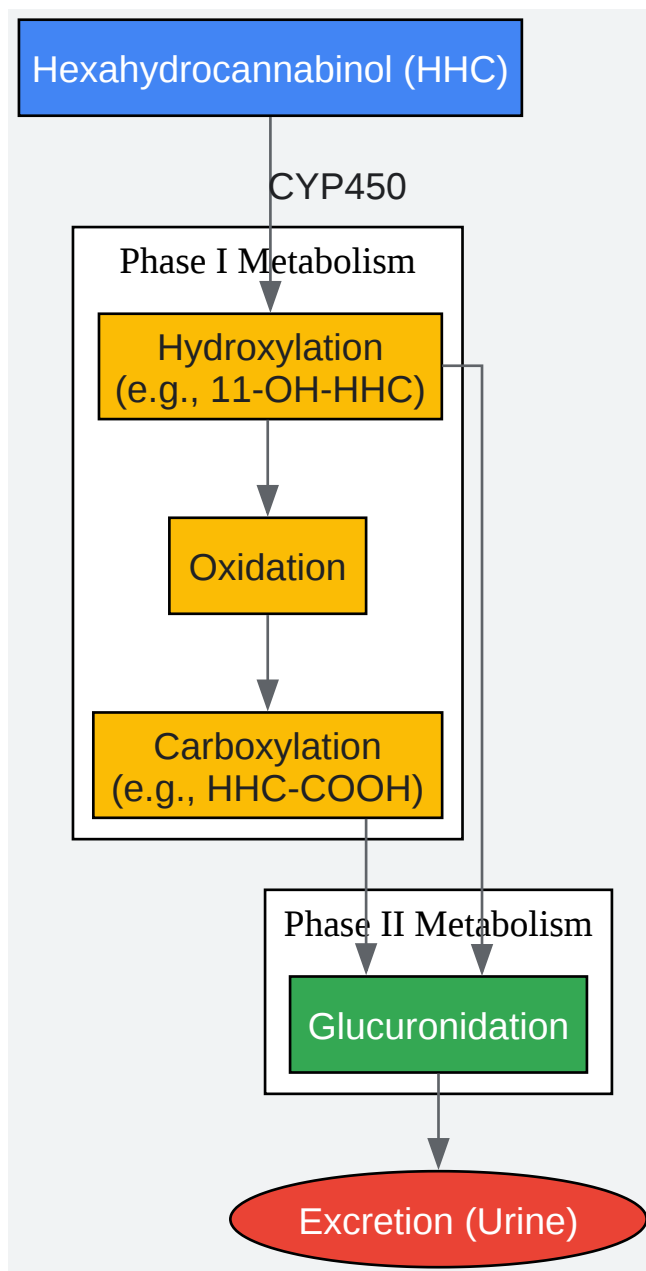 Hexahydrocannabinol (HHC)
CYP450
Phase I Metabolism
Hydroxylation
(e.g., 11-OH-HHC)
Oxidation
Carboxylation
(e.g., HHC-COOH)
Phase II Metabolism
Glucuronidation
Excretion (Urine)